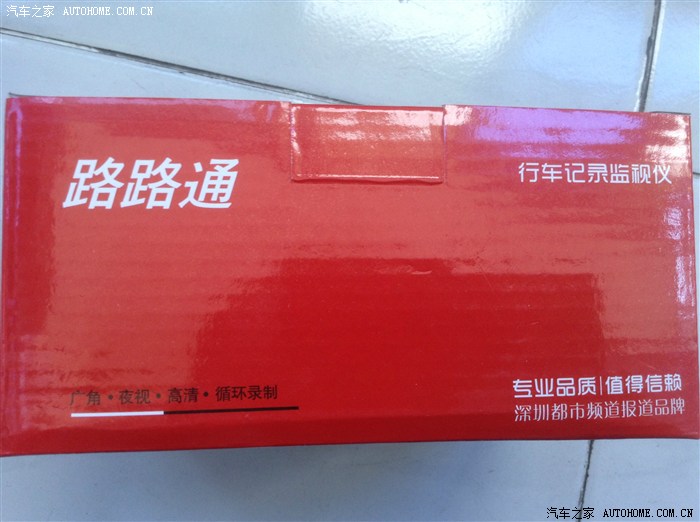 汽车之家 AUTOHOME.COM.CN
路路通
行车记录监视仪
广角·夜视·高清·循环录制
专业品质|值得信赖
深圳都市频道报道品牌
汽车之家 AUTOHOME.COM.CN